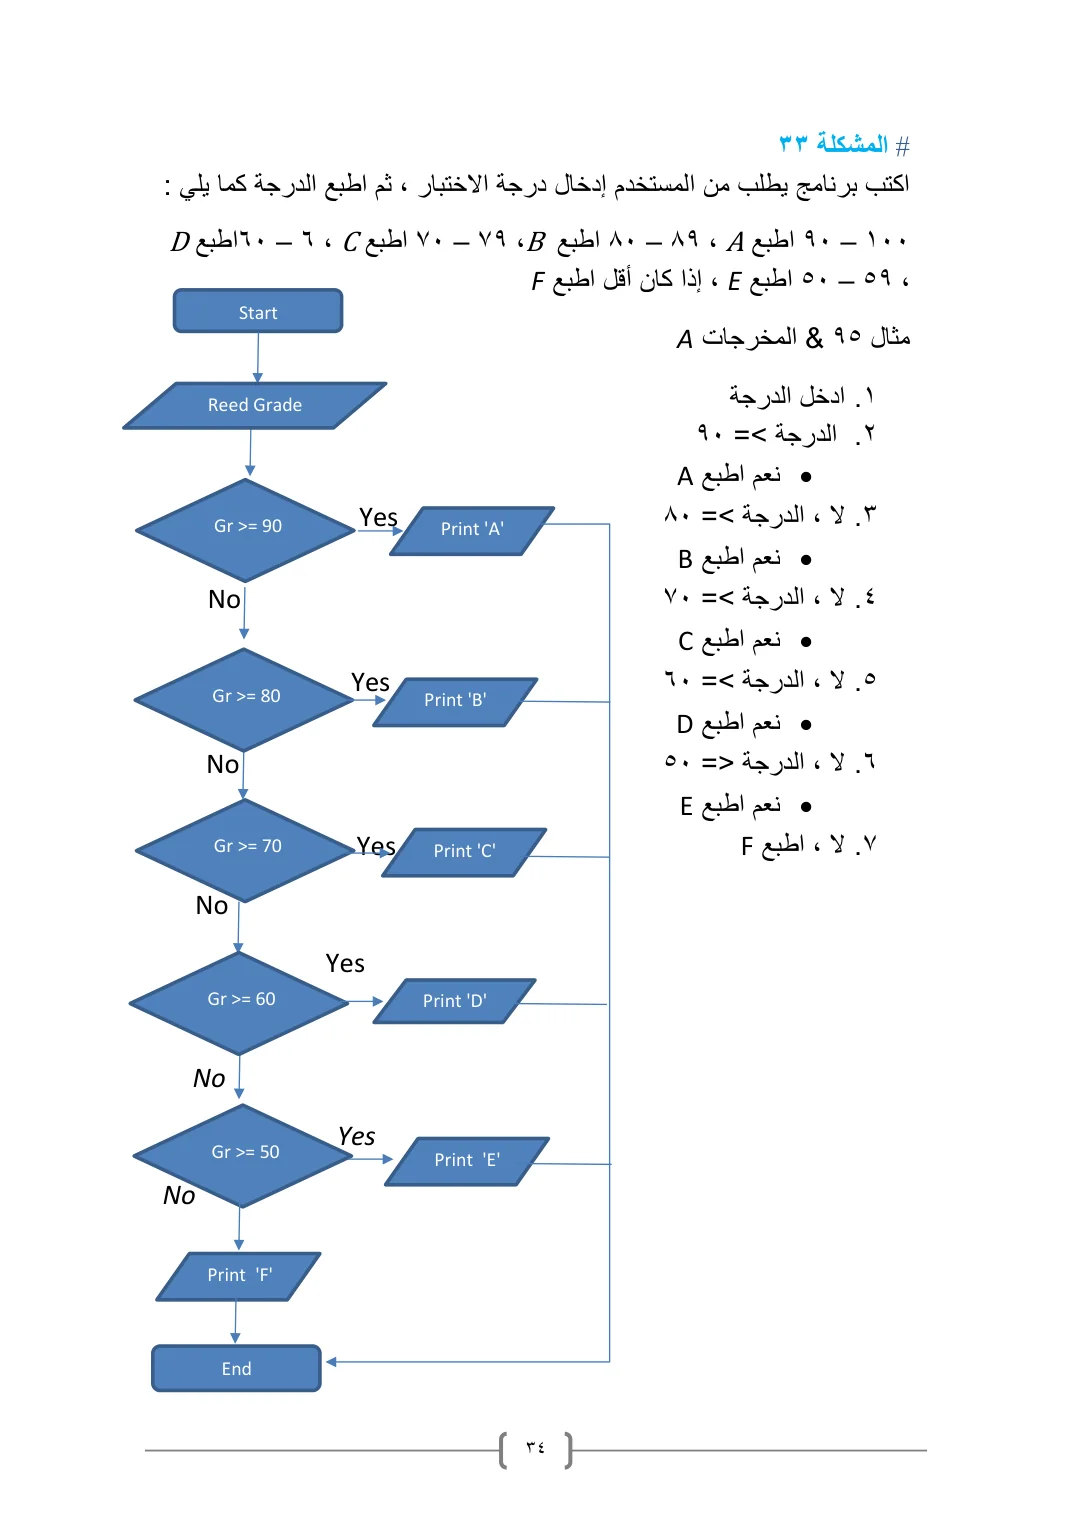 # المشكلة ٣٣
اكتب برنامج يطلب من المستخدم إدخال درجة الاختبار ، ثم اطبع الدرجة كما يلي :
١٠٠ – ٩٠ اطبع A ، ٨٩ – ٨٠ اطبع B ، ٧٩ – ٧٠ اطبع C ، ٦ – ٦٠اطبع D
، ٥٩ – ٥٠ اطبع E ، إذا كان أقل اطبع F
مثال ٩٥ & المخرجات A
١. ادخل الدرجة
٢. الدرجة >= ٩٠
• نعم اطبع A
٣. لا ، الدرجة >= ٨٠
• نعم اطبع B
٤. لا ، الدرجة >= ٧٠
• نعم اطبع C
٥. لا ، الدرجة >= ٦٠
• نعم اطبع D
٦. لا ، الدرجة <= ٥٠
• نعم اطبع E
٧. لا ، اطبع F
Start
Reed Grade
Gr >= 90
Yes
Print 'A'
No
Gr >= 80
Yes
Print 'B'
No
Gr >= 70
Yes
Print 'C'
No
Gr >= 60
Yes
Print 'D'
No
Gr >= 50
Yes
Print 'E'
No
Print 'F'
End
٣٤